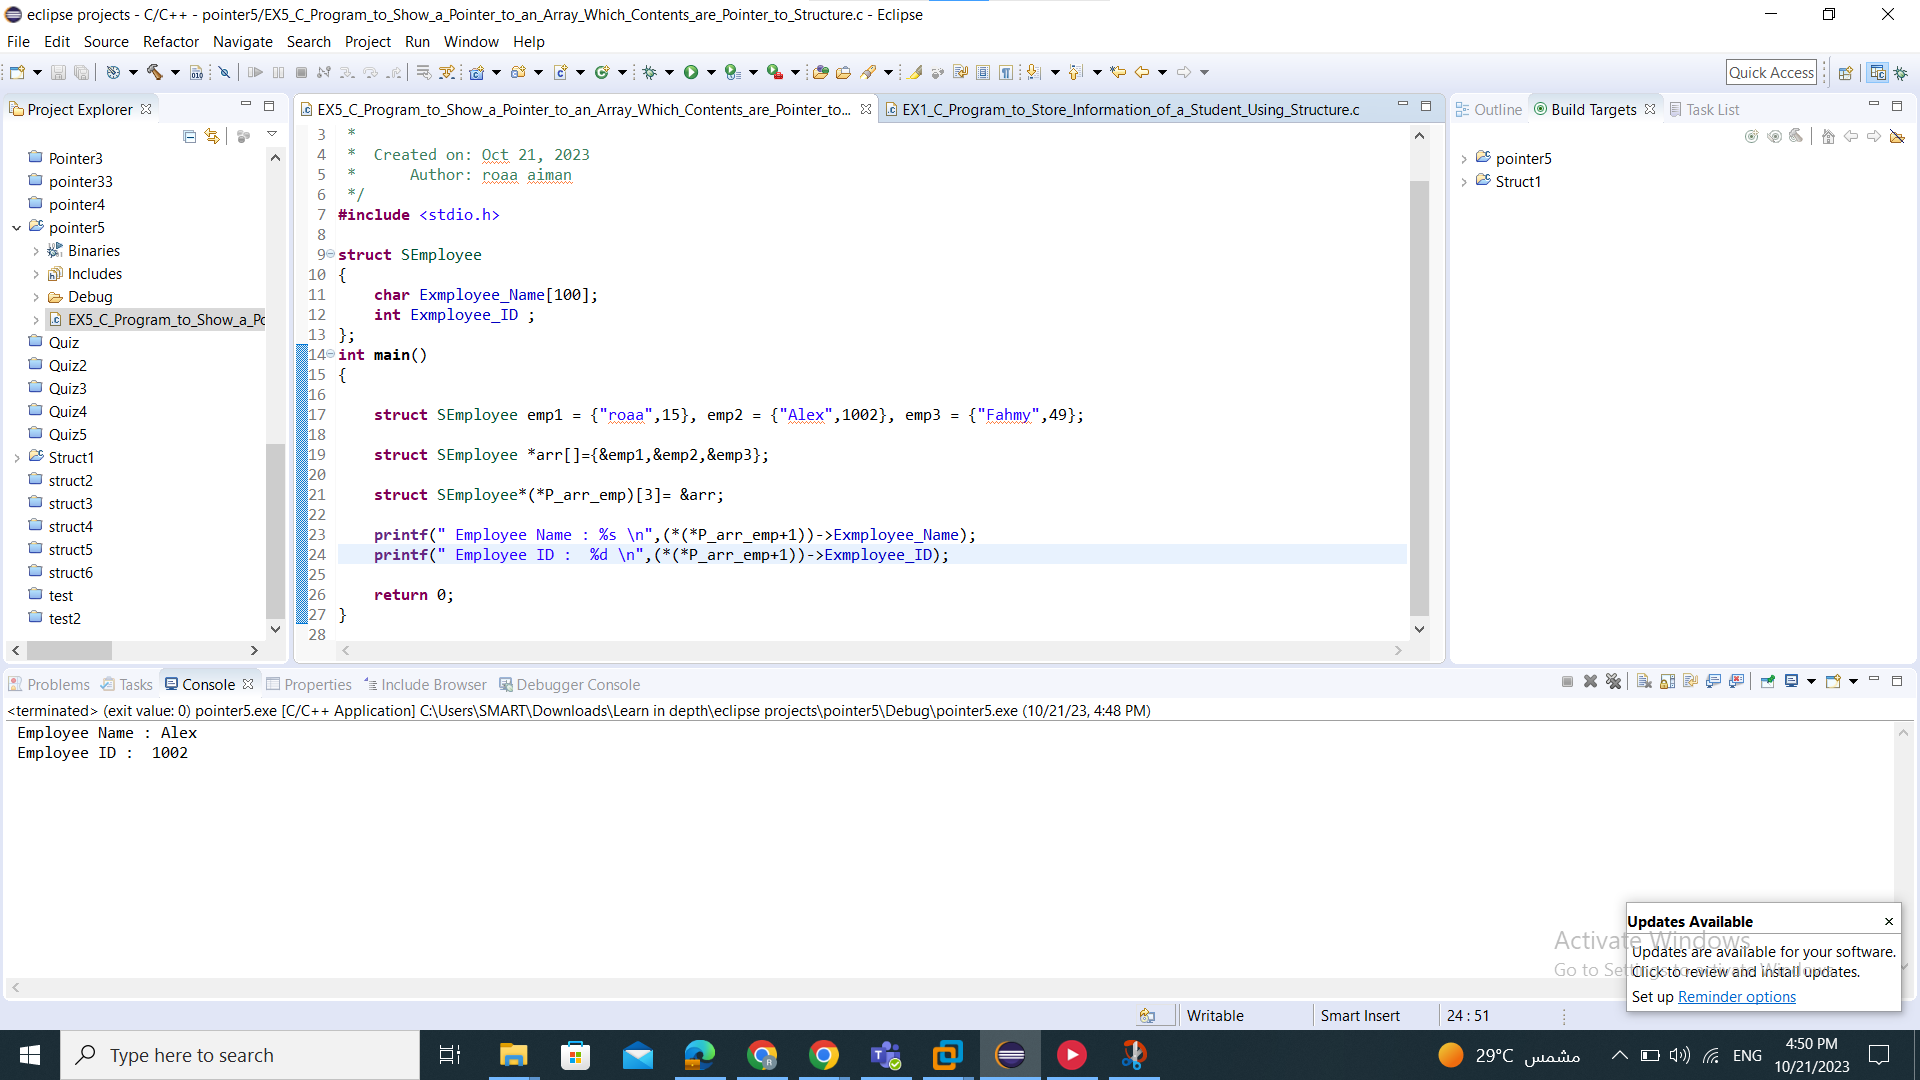 eclipse projects - C/C++ - pointer5/EX5_C_Program_to_Show_a_Pointer_to_an_Array_Which_Contents_are_Pointer_to_Structure.c - Eclipse
File Edit Source Refactor Navigate Search Project Run Window Help
Quick Access
Project Explorer
Pointer3
pointer33
pointer4
pointer5
Binaries
Includes
Debug
EX5_C_Program_to_Show_a_Po
Quiz
Quiz2
Quiz3
Quiz4
Quiz5
Struct1
struct2
struct3
struct4
struct5
struct6
test
test2
EX5_C_Program_to_Show_a_Pointer_to_an_Array_Which_Contents_are_Pointer_to... EX1_C_Program_to_Store_Information_of_a_Student_Using_Structure.c
3 *
4 * Created on: Oct 21, 2023
5 * Author: roaa aiman
6 */
7 #include <stdio.h>
8
9 struct SEmployee
10 {
11 char Exmployee_Name[100];
12 int Exmployee_ID ;
13 };
14 int main()
15 {
16
17 struct SEmployee emp1 = {"roaa",15}, emp2 = {"Alex",1002}, emp3 = {"Fahmy",49};
18
19 struct SEmployee *arr[]={&emp1,&emp2,&emp3};
20
21 struct SEmployee*(*P_arr_emp)[3]= &arr;
22
23 printf(" Employee Name : %s \n",(*(*P_arr_emp+1))->Exmployee_Name);
24 printf(" Employee ID :  %d \n",(*(*P_arr_emp+1))->Exmployee_ID);
25
26 return 0;
27 }
28
Outline Build Targets Task List
pointer5
Struct1
Problems Tasks Console Properties Include Browser Debugger Console
<terminated> (exit value: 0) pointer5.exe [C/C++ Application] C:\Users\SMART\Downloads\Learn in depth\eclipse projects\pointer5\Debug\pointer5.exe (10/21/23, 4:48 PM)
Employee Name : Alex
Employee ID :  1002
Activate Windows
Go to Settings to activate Windows.
Updates Available
Updates are available for your software.
Click to review and install updates.
Set up Reminder options
Writable Smart Insert 24 : 51
Type here to search
29°C مشمس ENG
4:50 PM
10/21/2023